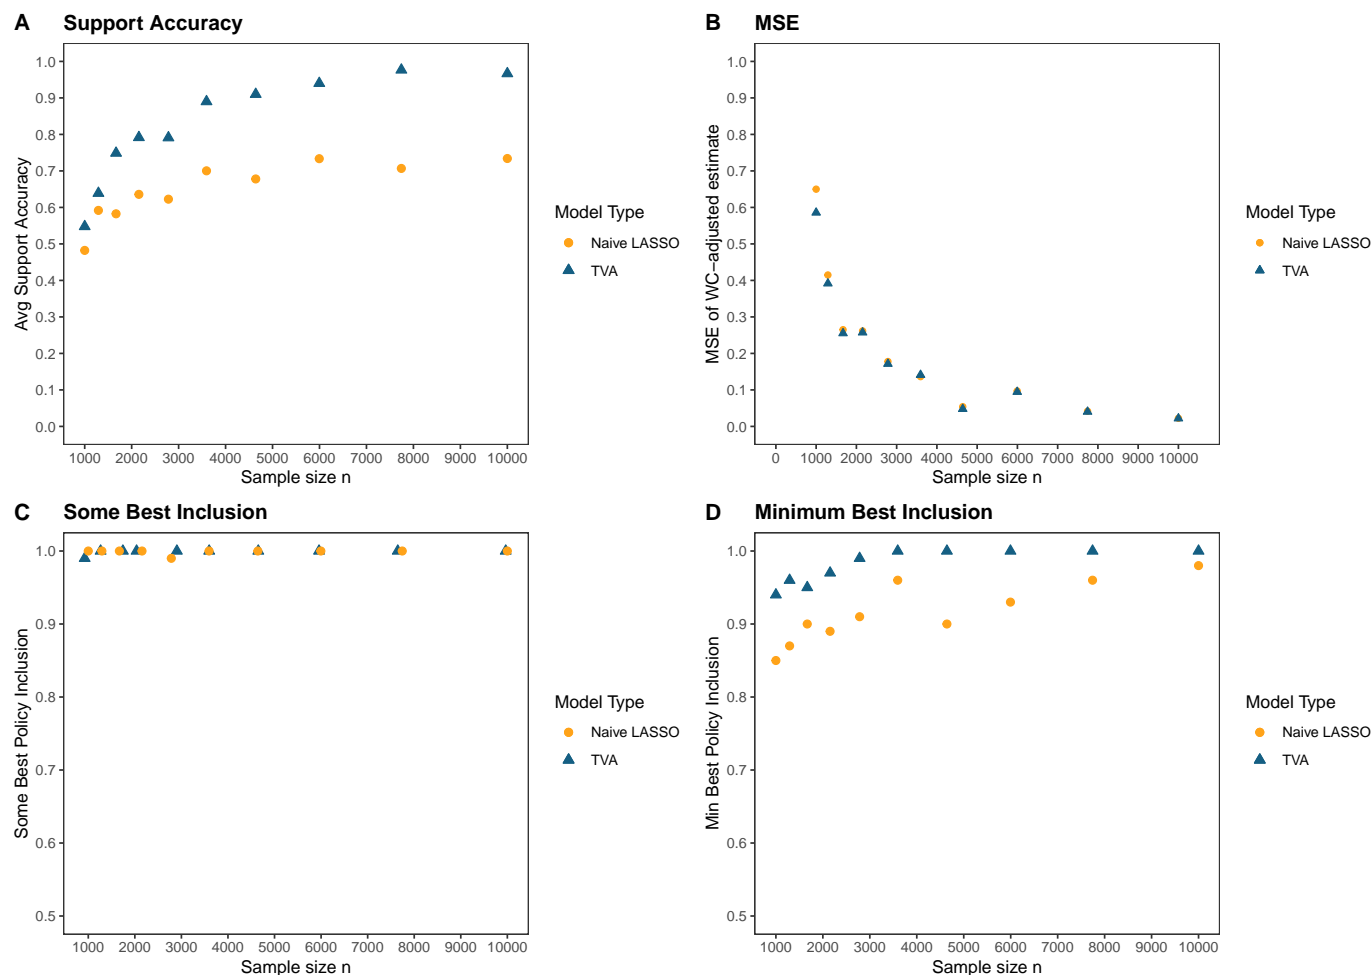 A Support Accuracy
Avg Support Accuracy
1.0
0.9
0.8
0.7
0.6
0.5
0.4
0.3
0.2
0.1
0.0
1000 2000 3000 4000 5000 6000 7000 8000 9000 10000
Sample size n
Model Type
Naive LASSO
TVA
B MSE
MSE of WC−adjusted estimate
1.0
0.9
0.8
0.7
0.6
0.5
0.4
0.3
0.2
0.1
0.0
0 1000 2000 3000 4000 5000 6000 7000 8000 9000 10000
Sample size n
Model Type
Naive LASSO
TVA
C Some Best Inclusion
Some Best Policy Inclusion
1.0
0.9
0.8
0.7
0.6
0.5
1000 2000 3000 4000 5000 6000 7000 8000 9000 10000
Sample size n
Model Type
Naive LASSO
TVA
D Minimum Best Inclusion
Min Best Policy Inclusion
1.0
0.9
0.8
0.7
0.6
0.5
1000 2000 3000 4000 5000 6000 7000 8000 9000 10000
Sample size n
Model Type
Naive LASSO
TVA